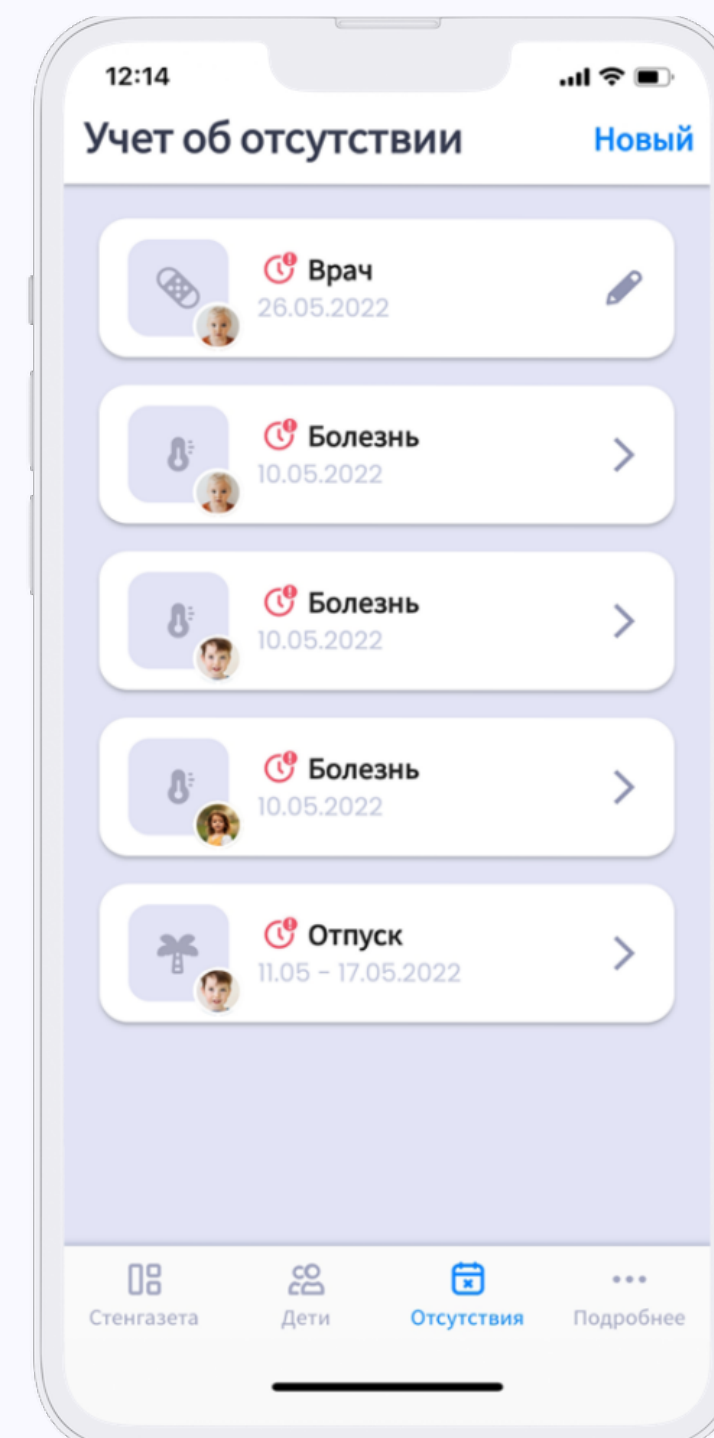 12:14
Учет об отсутствии Новый
Врач
26.05.2022
Болезнь
10.05.2022
Болезнь
10.05.2022
Болезнь
10.05.2022
Отпуск
11.05 - 17.05.2022
Стенгазета Дети Отсутствия Подробнее